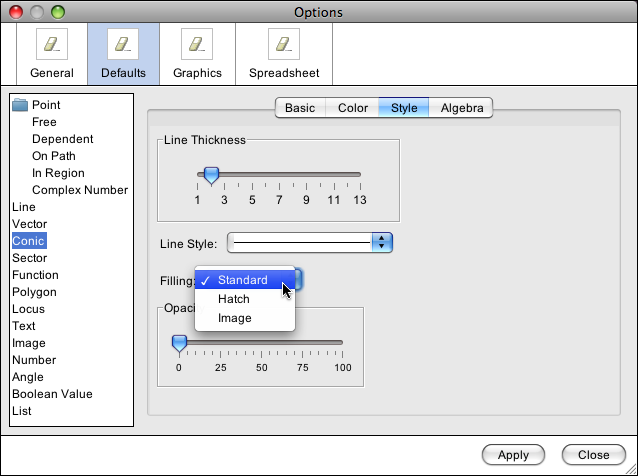 Options
General
Defaults
Graphics
Spreadsheet
Point
Free
Dependent
On Path
In Region
Complex Number
Line
Vector
Conic
Sector
Function
Polygon
Locus
Text
Image
Number
Angle
Boolean Value
List
Basic
Color
Style
Algebra
Line Thickness
1 3 5 7 9 11 13
Line Style:
Filling:
✓ Standard
Hatch
Image
Opaci
0 25 50 75 100
Apply
Close